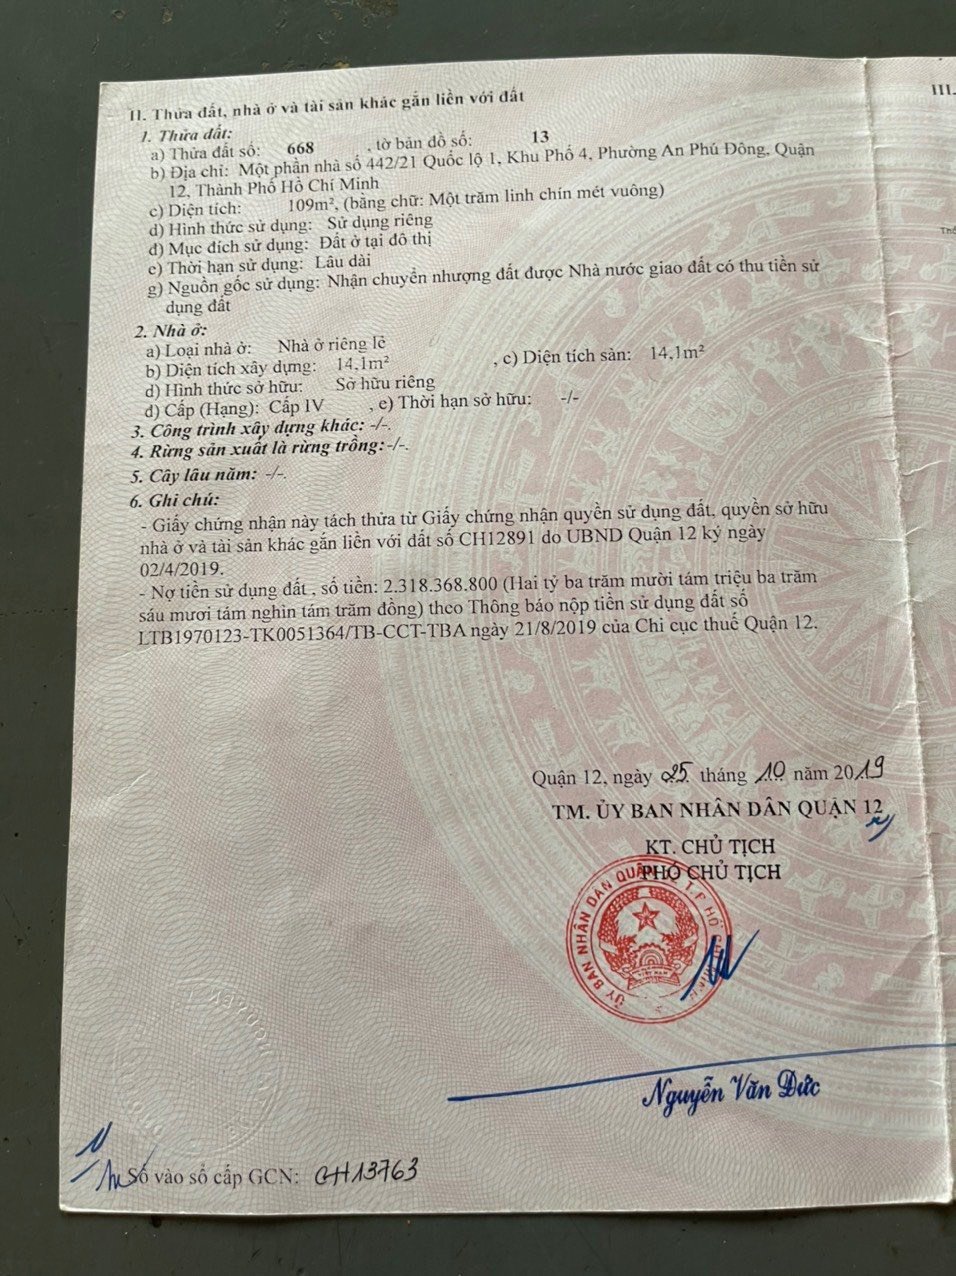 II. Thửa đất, nhà ở và tài sản khác gắn liền với đất
III.
1. Thửa đất:
a) Thửa đất số: 668 , tờ bản đồ số: 13
b) Địa chỉ: Một phần nhà số 442/21 Quốc lộ 1, Khu Phố 4, Phường An Phú Đông, Quận
12, Thành Phố Hồ Chí Minh
c) Diện tích: 109m², (bằng chữ: Một trăm linh chín mét vuông)
d) Hình thức sử dụng: Sử dụng riêng
đ) Mục đích sử dụng: Đất ở tại đô thị
e) Thời hạn sử dụng: Lâu dài
g) Nguồn gốc sử dụng: Nhận chuyển nhượng đất được Nhà nước giao đất có thu tiền sử
dụng đất
2. Nhà ở:
a) Loại nhà ở: Nhà ở riêng lẻ
b) Diện tích xây dựng: 14,1m² , c) Diện tích sàn: 14,1m²
d) Hình thức sở hữu: Sở hữu riêng
đ) Cấp (Hạng): Cấp IV , e) Thời hạn sở hữu: -/-
3. Công trình xây dựng khác: -/-.
4. Rừng sản xuất là rừng trồng: -/-.
5. Cây lâu năm: -/-.
6. Ghi chú:
- Giấy chứng nhận này tách thửa từ Giấy chứng nhận quyền sử dụng đất, quyền sở hữu
nhà ở và tài sản khác gắn liền với đất số CH12891 do UBND Quận 12 ký ngày
02/4/2019.
- Nợ tiền sử dụng đất , số tiền: 2.318.368.800 (Hai tỷ ba trăm mười tám triệu ba trăm
sáu mươi tám nghìn tám trăm đồng) theo Thông báo nộp tiền sử dụng đất số
LTB1970123-TK0051364/TB-CCT-TBA ngày 21/8/2019 của Chi cục thuế Quận 12.
Quận 12, ngày 25 tháng 10 năm 2019
TM. ỦY BAN NHÂN DÂN QUẬN 12
KT. CHỦ TỊCH
PHÓ CHỦ TỊCH
ỦY BAN NHÂN DÂN QUẬN
Nguyễn Văn Đức
Số vào sổ cấp GCN: CH13763